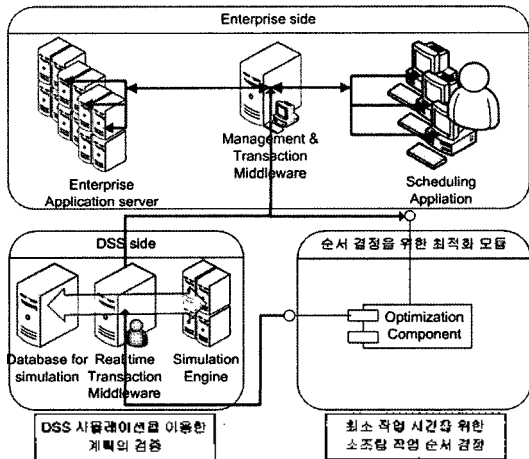 Enterprise side
Management &
Transaction
Middleware
Enterprise
Application server
Scheduling
Appliation
DSS side
순서 결정을 위한 최적화 모듈
Optimization
Component
Database for
simulation
Real time
Transaction
Middleware
Simulation
Engine
DSS 시뮬레이션을 이용한
계획의 검증
최소 작업 시간을 위한
소조립 작업 순서 결정